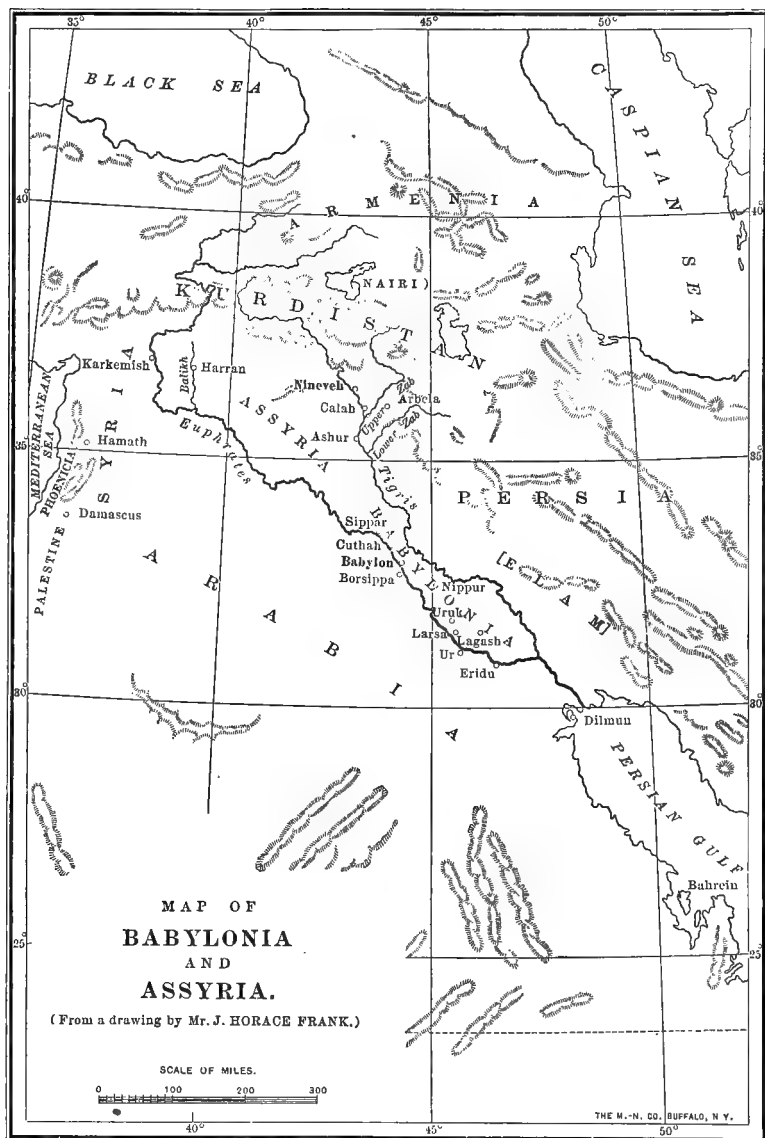 35° 40° 45° 50°
BLACK SEA
CASPIAN SEA
40° 40°
ARMENIA
NAIRI)
KURDISTAN
Karkemish
Balikh
Harran
Nineveh
Calah
Upper Zab
Arbela
Ashur
Lower Zab
ASSYRIA
Euphrates
Tigris
MEDITERRANEAN SEA
SYRIA
PHOENICIA
Hamath
35° 35°
PALESTINE
Damascus
PERSIA
[ELAM]
Sippar
Cuthah
Babylon
Borsippa
BABYLONIA
Nippur
Uruk
Larsa
Lagash
Ur
Eridu
ARABIA
30° 30°
Dilmun
PERSIAN GULF
Bahrein
25° 25°
MAP OF
BABYLONIA
AND
ASSYRIA.
(From a drawing by Mr. J. HORACE FRANK.)
SCALE OF MILES.
0 100 200 300
THE M.-N. CO. BUFFALO, N Y.
40° 45° 50°